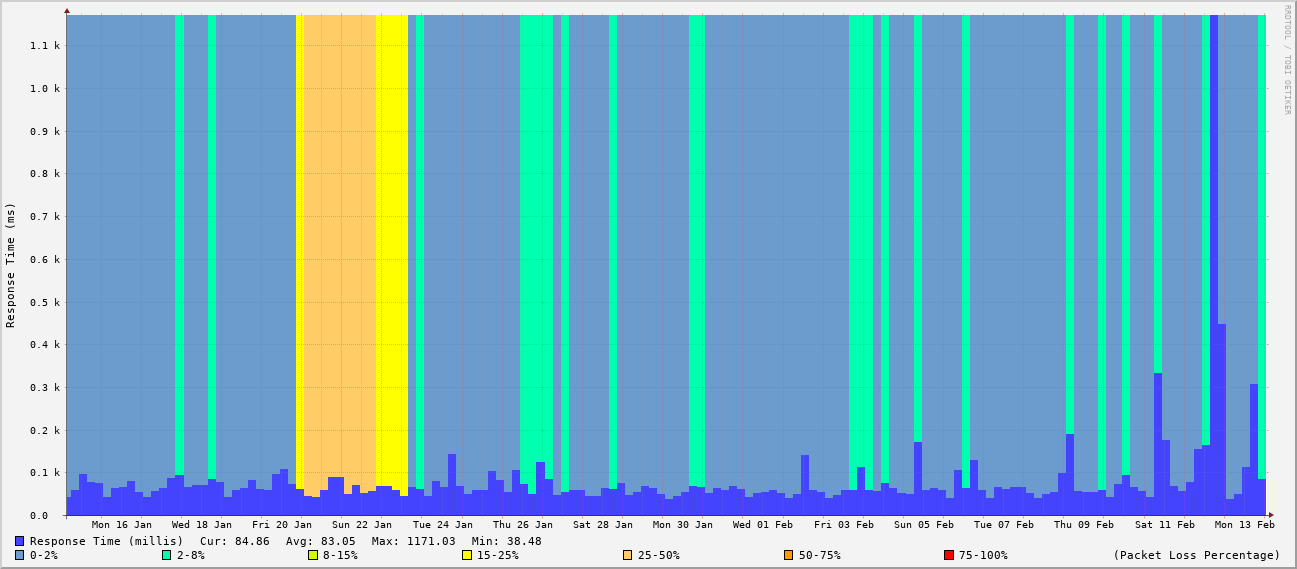 RRDTOOL / TOBI OETIKER
Response Time (ms)
1.1 k
1.0 k
0.9 k
0.8 k
0.7 k
0.6 k
0.5 k
0.4 k
0.3 k
0.2 k
0.1 k
0.0
Mon 16 Jan Wed 18 Jan Fri 20 Jan Sun 22 Jan Tue 24 Jan Thu 26 Jan Sat 28 Jan Mon 30 Jan Wed 01 Feb Fri 03 Feb Sun 05 Feb Tue 07 Feb Thu 09 Feb Sat 11 Feb Mon 13 Feb
Response Time (millis) Cur: 84.86 Avg: 83.05 Max: 1171.03 Min: 38.48
0-2% 2-8% 8-15% 15-25% 25-50% 50-75% 75-100% (Packet Loss Percentage)